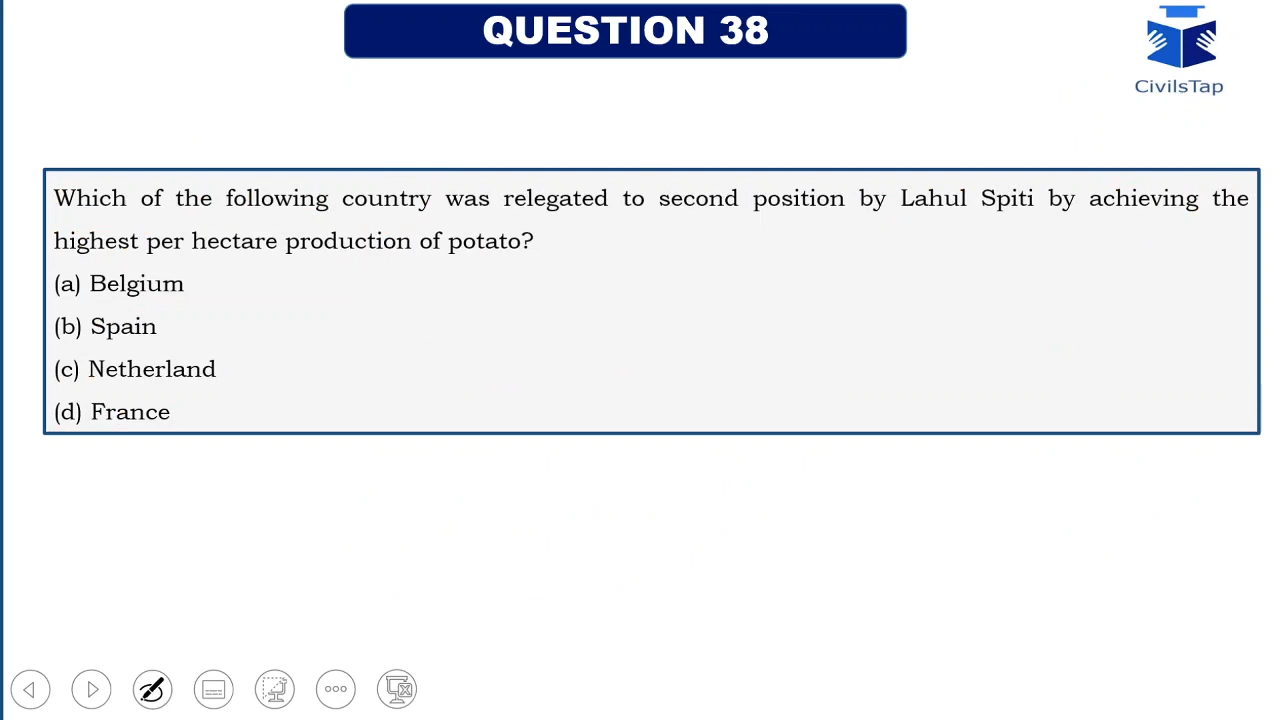 QUESTION 38
CivilsTap
Which of the following country was relegated to second position by Lahul Spiti by achieving the
highest per hectare production of potato?
(a) Belgium
(b) Spain
(c) Netherland
(d) France